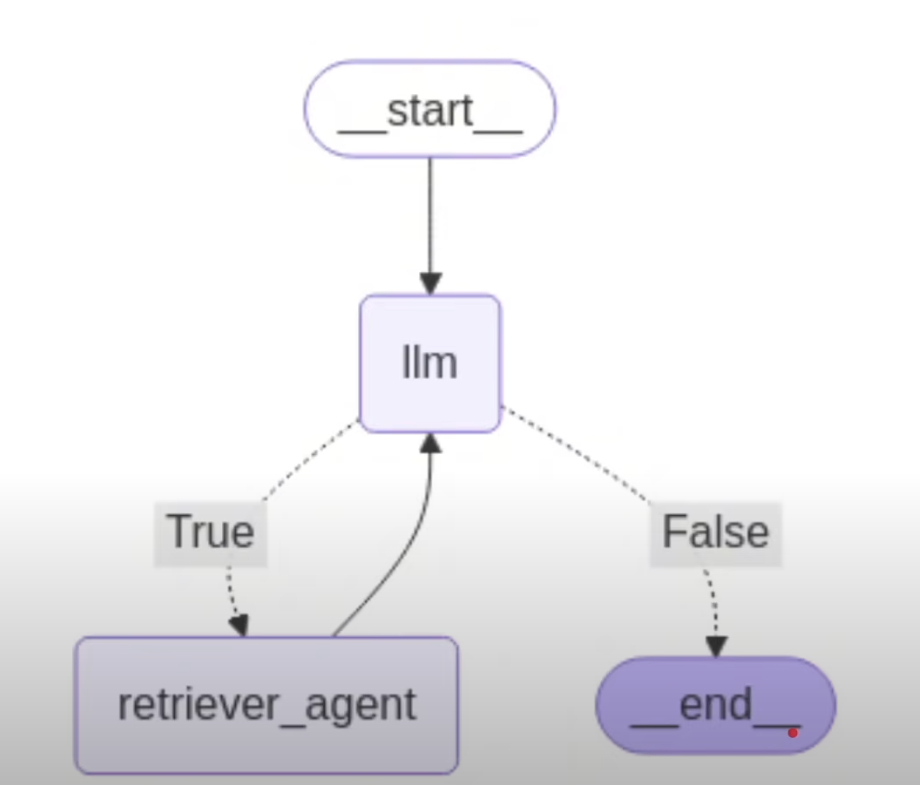 __start__
llm
True
False
retriever_agent
__end__